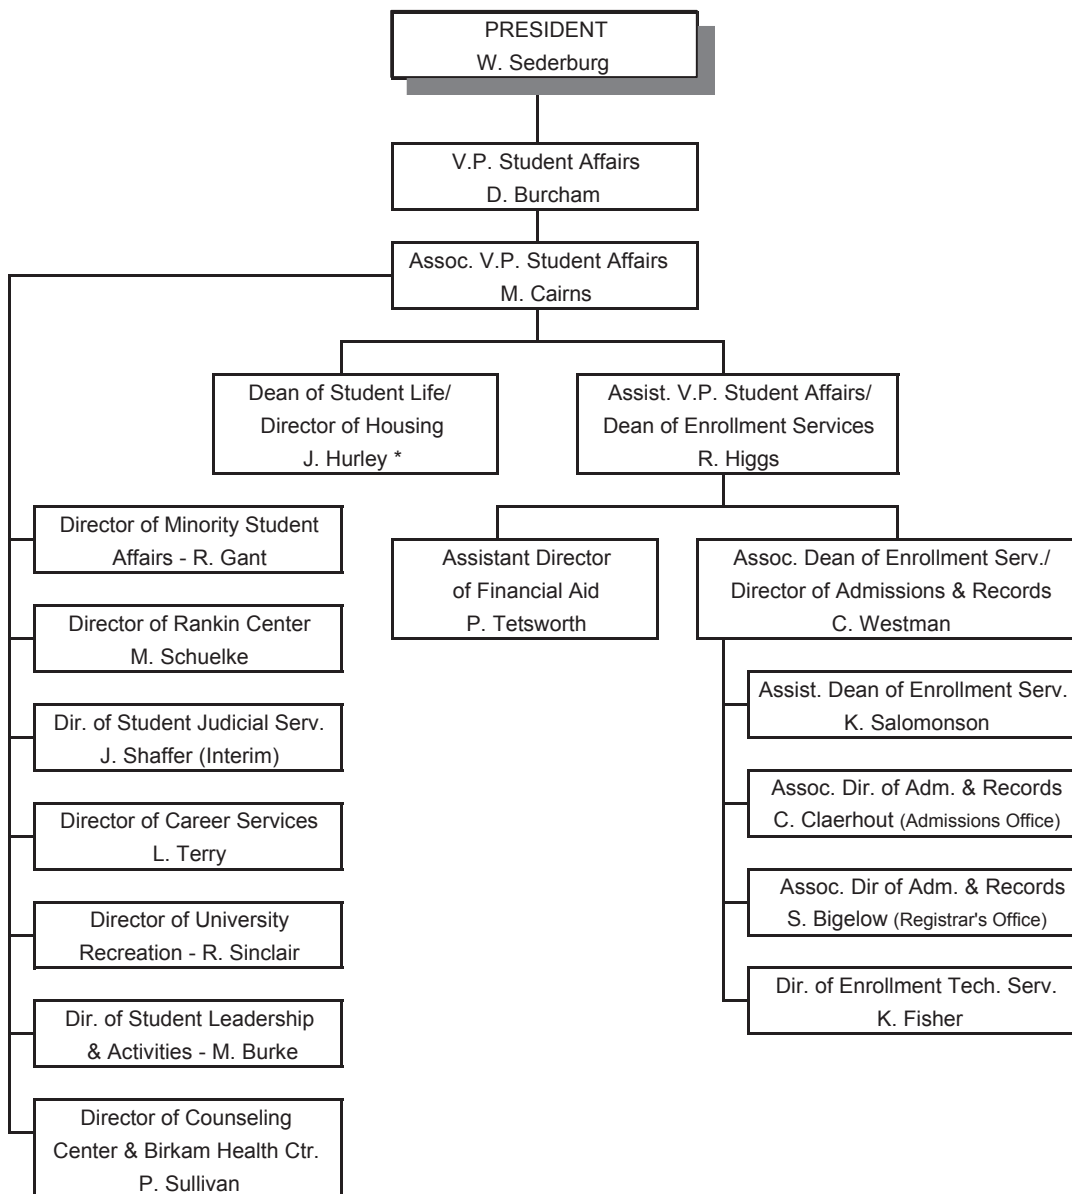 PRESIDENT
W. Sederburg
V.P. Student Affairs
D. Burcham
Assoc. V.P. Student Affairs
M. Cairns
Dean of Student Life/
Director of Housing
J. Hurley *
Assist. V.P. Student Affairs/
Dean of Enrollment Services
R. Higgs
Director of Minority Student
Affairs - R. Gant
Director of Rankin Center
M. Schuelke
Dir. of Student Judicial Serv.
J. Shaffer (Interim)
Director of Career Services
L. Terry
Director of University
Recreation - R. Sinclair
Dir. of Student Leadership
& Activities - M. Burke
Director of Counseling
Center & Birkam Health Ctr.
P. Sullivan
Assistant Director
of Financial Aid
P. Tetsworth
Assoc. Dean of Enrollment Serv./
Director of Admissions & Records
C. Westman
Assist. Dean of Enrollment Serv.
K. Salomonson
Assoc. Dir. of Adm. & Records
C. Claerhout (Admissions Office)
Assoc. Dir of Adm. & Records
S. Bigelow (Registrar's Office)
Dir. of Enrollment Tech. Serv.
K. Fisher